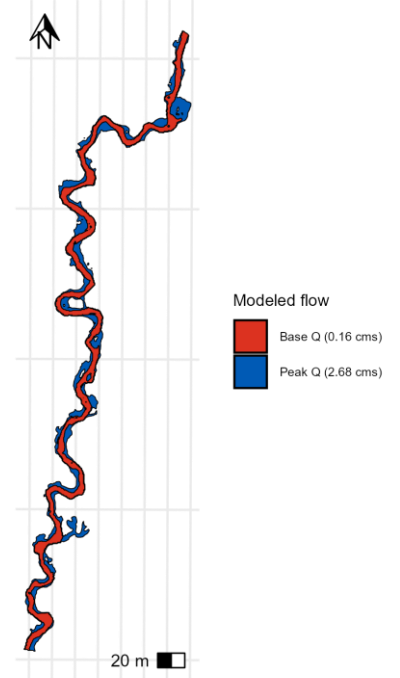 N
Modeled flow
Base Q (0.16 cms)
Peak Q (2.68 cms)
20 m